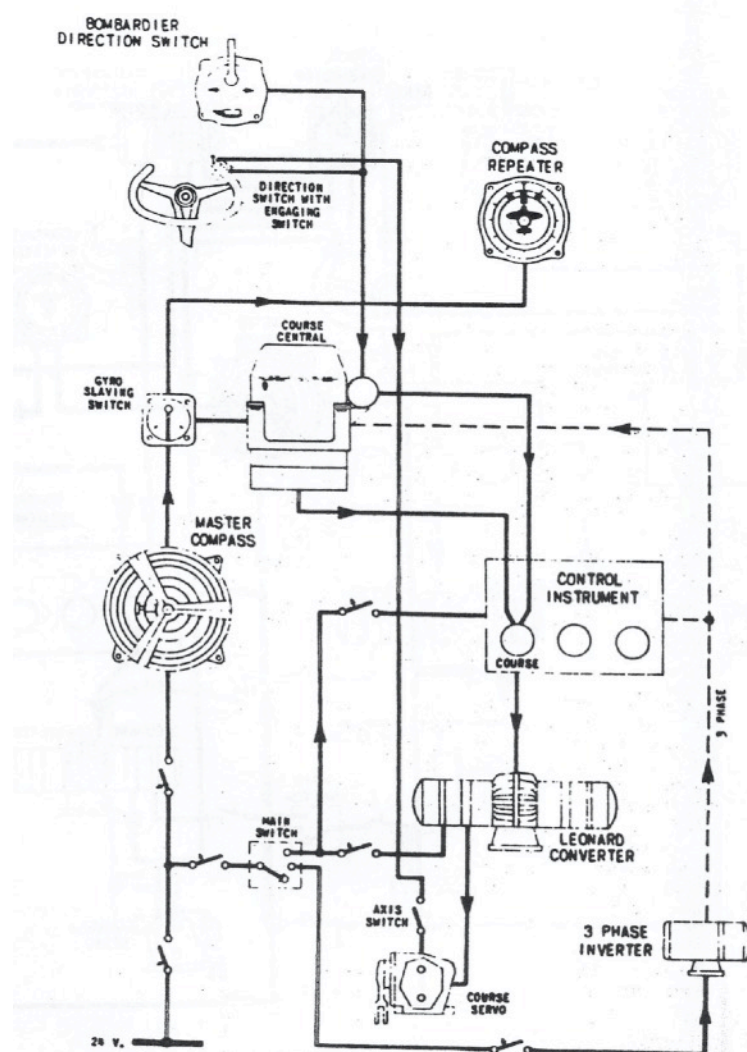 BOMBARDIER
DIRECTION SWITCH
DIRECTION
SWITCH WITH
ENGAGING
SWITCH
COMPASS
REPEATER
COURSE
CENTRAL
GYRO
SLAVING
SWITCH
MASTER
COMPASS
CONTROL
INSTRUMENT
COURSE
3 PHASE
MAIN
SWITCH
LEONARD
CONVERTER
AXIS
SWITCH
3 PHASE
INVERTER
COURSE
SERVO
24 V.